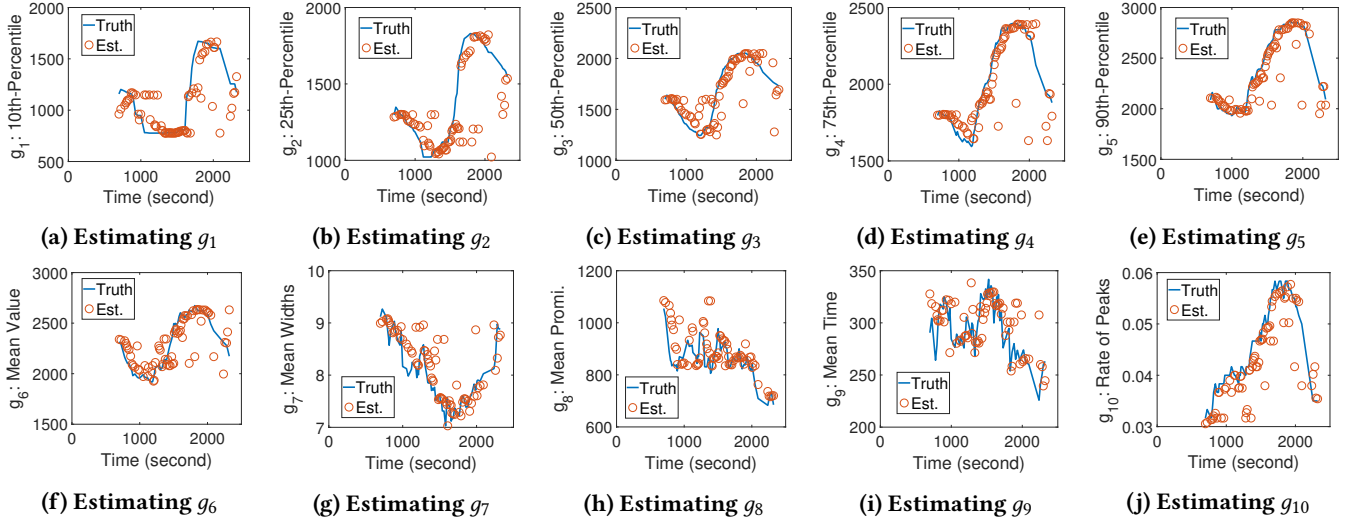 g1: 10th-Percentile
2000
1500
1000
500
0 1000 2000
Time (second)
Truth
Est.
(a) Estimating g1
g2: 25th-Percentile
2000
1500
1000
0 1000 2000
Time (second)
Truth
Est.
(b) Estimating g2
g3: 50th-Percentile
2500
2000
1500
1000
0 1000 2000
Time (second)
Truth
Est.
(c) Estimating g3
g4: 75th-Percentile
2500
2000
1500
0 1000 2000
Time (second)
Truth
Est.
(d) Estimating g4
g5: 90th-Percentile
3000
2500
2000
1500
0 1000 2000
Time (second)
Truth
Est.
(e) Estimating g5
g6: Mean Value
3000
2500
2000
1500
0 1000 2000
Time (second)
Truth
Est.
(f) Estimating g6
g7: Mean Widths
10
9
8
7
0 1000 2000
Time (second)
Truth
Est.
(g) Estimating g7
g8: Mean Promi.
1200
1000
800
600
0 1000 2000
Time (second)
Truth
Est.
(h) Estimating g8
g9: Mean Time
350
300
250
200
0 1000 2000
Time (second)
Truth
Est.
(i) Estimating g9
g10: Rate of Peaks
0.06
0.05
0.04
0.03
0 1000 2000
Time (second)
Truth
Est.
(j) Estimating g10